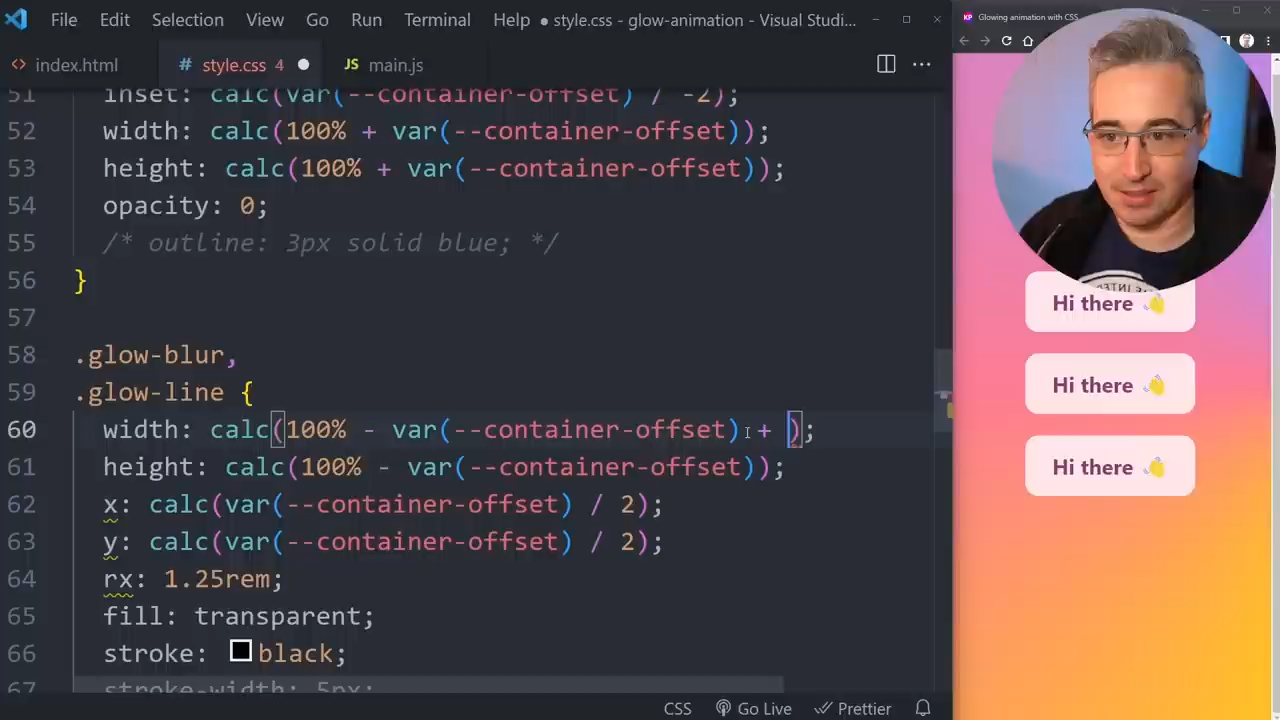 File Edit Selection View Go Run Terminal Help ● style.css - glow-animation - Visual Studi...
KP Glowing animation with CSS
<> index.html
# style.css 4 ●
JS main.js
51 inset: calc(var(--container-offset) / -2);
52 width: calc(100% + var(--container-offset));
53 height: calc(100% + var(--container-offset));
54 opacity: 0;
55 /* outline: 3px solid blue; */
56 }
57
58 .glow-blur,
59 .glow-line {
60 width: calc(100% - var(--container-offset) + );
61 height: calc(100% - var(--container-offset));
62 x: calc(var(--container-offset) / 2);
63 y: calc(var(--container-offset) / 2);
64 rx: 1.25rem;
65 fill: transparent;
66 stroke: black;
67 stroke-width: 5px;
Hi there 👋
Hi there 👋
Hi there 👋
CSS Go Live Prettier